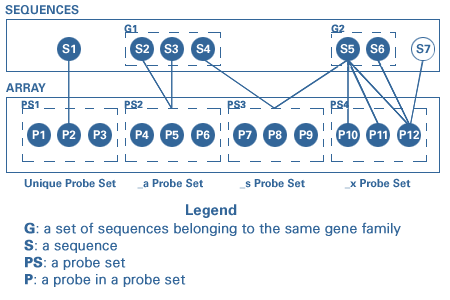 SEQUENCES
G1 G2
S1 S2 S3 S4 S5 S6 S7
ARRAY
PS1 PS2 PS3 PS4
P1 P2 P3 P4 P5 P6 P7 P8 P9 P10 P11 P12
Unique Probe Set _a Probe Set _s Probe Set _x Probe Set
Legend
G: a set of sequences belonging to the same gene family
S: a sequence
PS: a probe set
P: a probe in a probe set